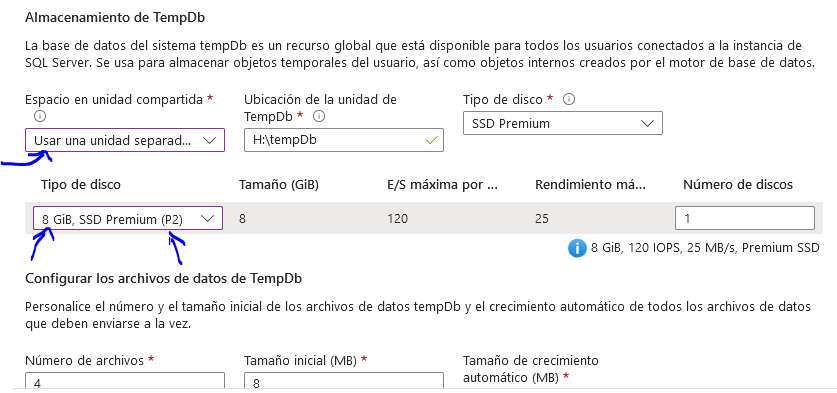 Almacenamiento de TempDb
La base de datos del sistema tempDb es un recurso global que está disponible para todos los usuarios conectados a la instancia de
SQL Server. Se usa para almacenar objetos temporales del usuario, así como objetos internos creados por el motor de base de datos.
Espacio en unidad compartida *
Ubicación de la unidad de
TempDb *
Tipo de disco *
Usar una unidad separad...
H:\tempDb
SSD Premium
Tipo de disco
Tamaño (GiB)
E/S máxima por ...
Rendimiento má...
Número de discos
8 GiB, SSD Premium (P2)
8
120
25
1
8 GiB, 120 IOPS, 25 MB/s, Premium SSD
Configurar los archivos de datos de TempDb
Personalice el número y el tamaño inicial de los archivos de datos tempDb y el crecimiento automático de todos los archivos de datos
que deben enviarse a la vez.
Número de archivos *
Tamaño inicial (MB) *
Tamaño de crecimiento
automático (MB) *
4
8